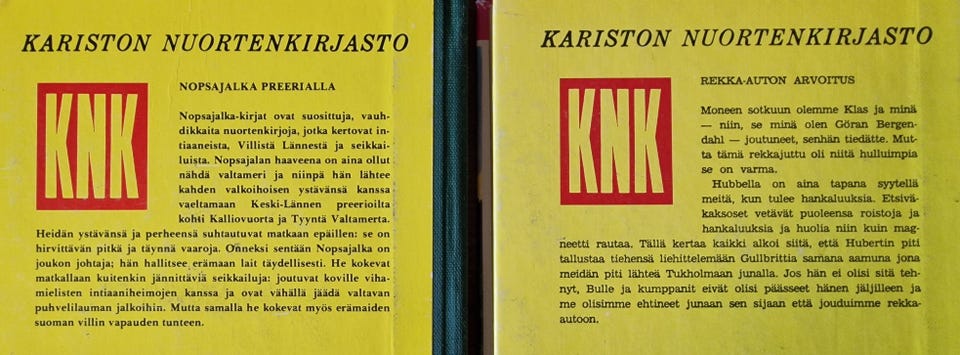 KARISTON NUORTENKIRJASTO
KNK
NOPSAJALKA PREERIALLA
Nopsajalka-kirjat ovat suosittuja, vauh-
dikkaita nuortenkirjoja, jotka kertovat in-
tiaaneista, Villistä Lännestä ja seikkai-
luista. Nopsajalan haaveena on aina ollut
nähdä valtameri ja niinpä hän lähtee
kahden valkoihoisen ystävänsä kanssa
vaeltamaan Keski-Lännen preerioilta
kohti Kalliovuorta ja Tyyntä Valtamerta.
Heidän ystävänsä ja perheensä suhtautuvat matkaan epäillen: se on
hirvittävän pitkä ja täynnä vaaroja. Onneksi sentään Nopsajalka on
joukon johtaja; hän hallitsee erämaan lait täydellisesti. He kokevat
matkallaan kuitenkin jännittäviä seikkailuja: joutuvat koville viha-
mielisten intiaaniheimojen kanssa ja ovat vähällä jäädä valtavan
puhvelilauman jalkoihin. Mutta samalla he kokevat myös erämaiden
suoman villin vapauden tunteen.
KARISTON NUORTENKIRJASTO
KNK
REKKA-AUTON ARVOITUS
Moneen sotkuun olemme Klas ja minä
— niin, se minä olen Göran Bergen-
dahl — joutuneet, senhän tiedätte. Mut-
ta tämä rekkajuttu oli niitä hulluimpia
se on varma.
Hubbella on aina tapana syytellä
meitä, kun tulee hankaluuksia. Etsivä-
kaksoset vetävät puoleensa roistoja ja
hankaluuksia ja huolia niin kuin mag-
neetti rautaa. Tällä kertaa kaikki alkoi siitä, että Hubertin piti
tallustaa tiehensä liehittelemään Gullbrittia samana aamuna jona
meidän piti lähteä Tukholmaan junalla. Jos hän ei olisi sitä teh-
nyt, Bulle ja kumppanit eivät olisi päässeet hänen jäljilleen ja
me olisimme ehtineet junaan sen sijaan että jouduimme rekka-
autoon.